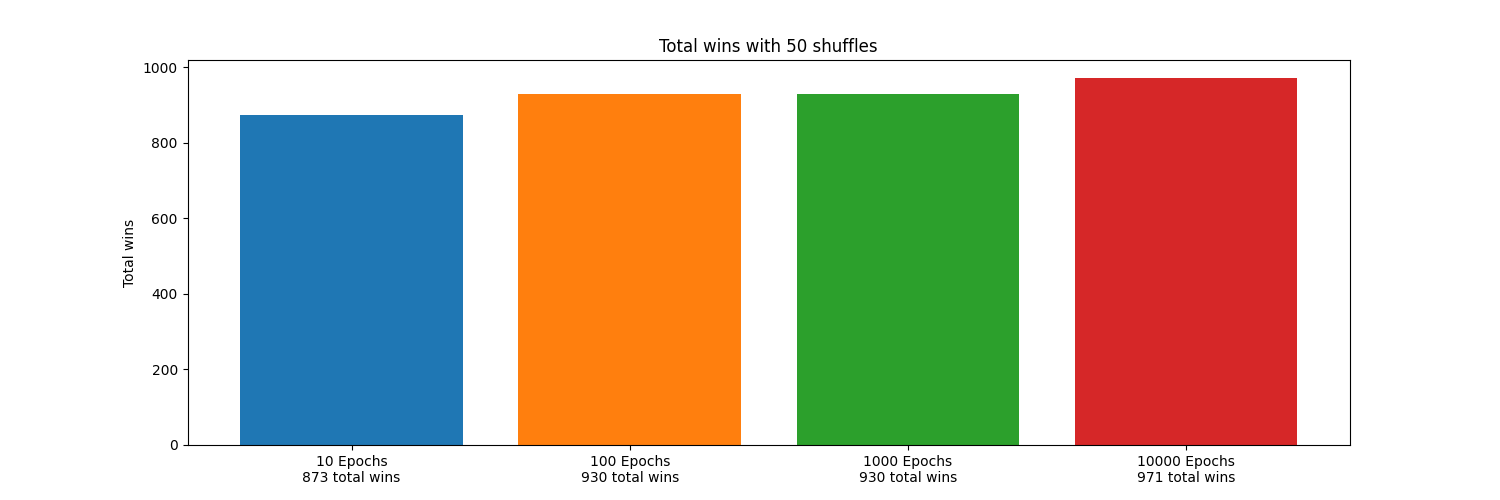 Total wins with 50 shuffles
1000
800
600
400
200
0
Total wins
10 Epochs
873 total wins
100 Epochs
930 total wins
1000 Epochs
930 total wins
10000 Epochs
971 total wins